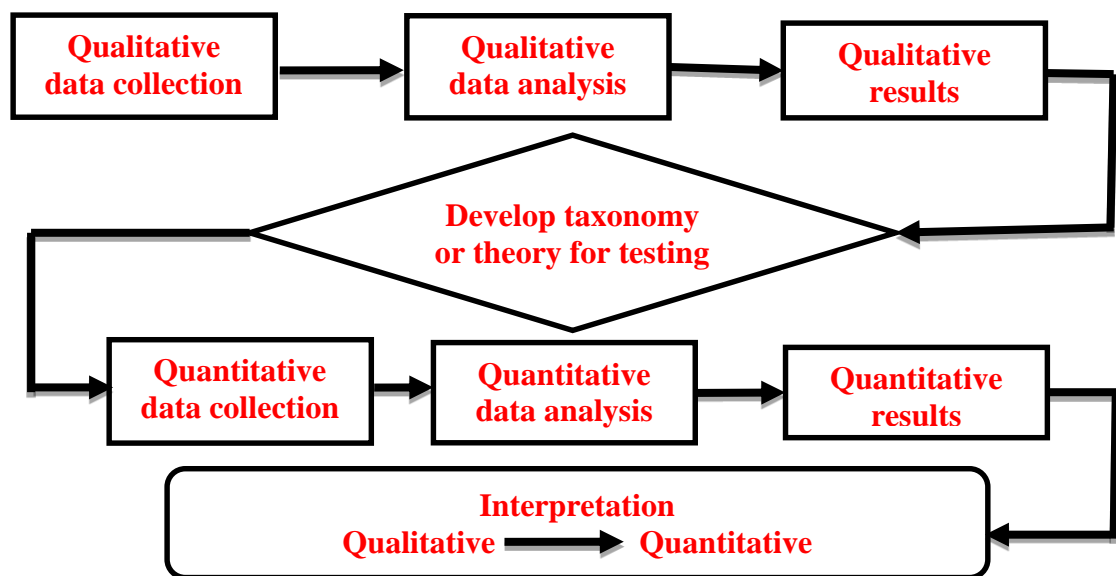 Qualitative
data collection
Qualitative
data analysis
Qualitative
results
Develop taxonomy
or theory for testing
Quantitative
data collection
Quantitative
data analysis
Quantitative
results
Interpretation
Qualitative Quantitative